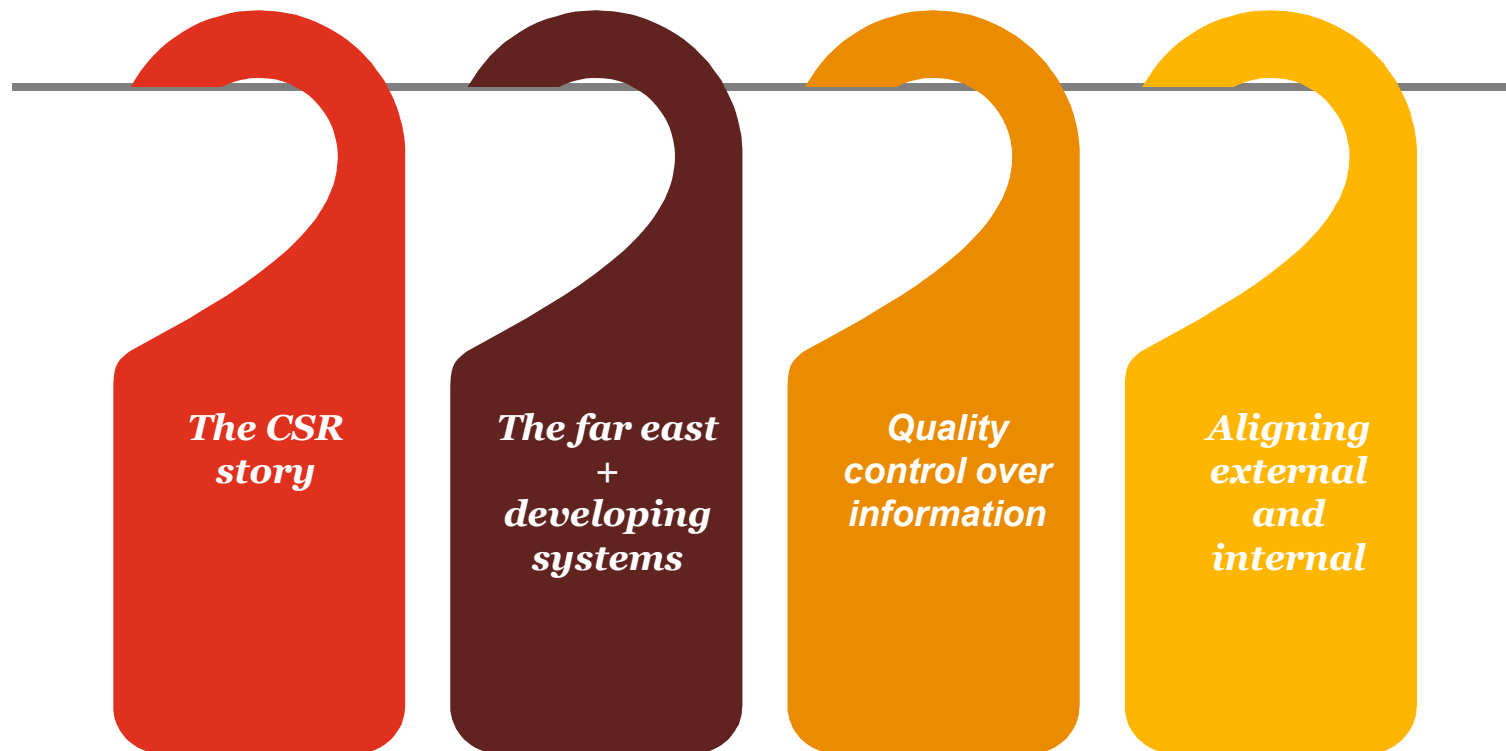 The CSR
story
The far east
+
developing
systems
Quality
control over
information
Aligning
external
and
internal